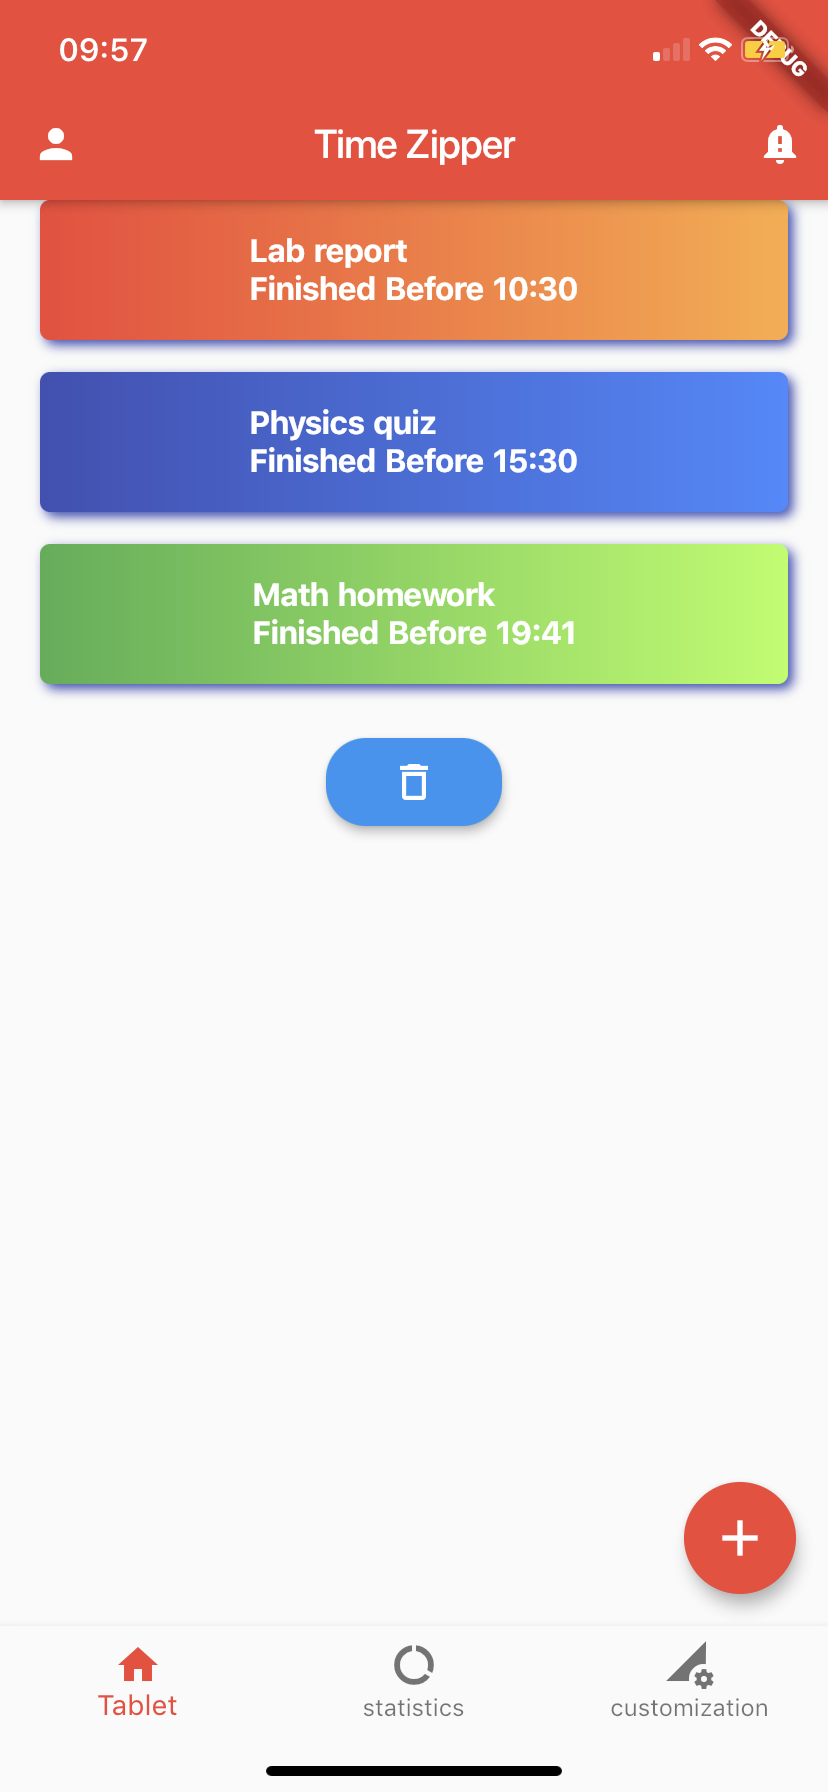 09:57
DEBUG
Time Zipper
Lab report
Finished Before 10:30
Physics quiz
Finished Before 15:30
Math homework
Finished Before 19:41
Tablet
statistics
customization